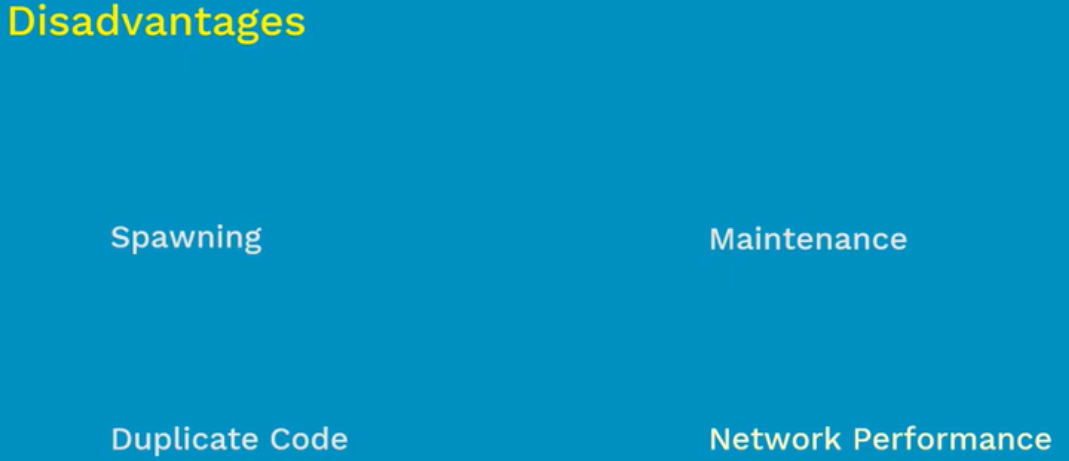 Disadvantages
Spawning
Maintenance
Duplicate Code
Network Performance